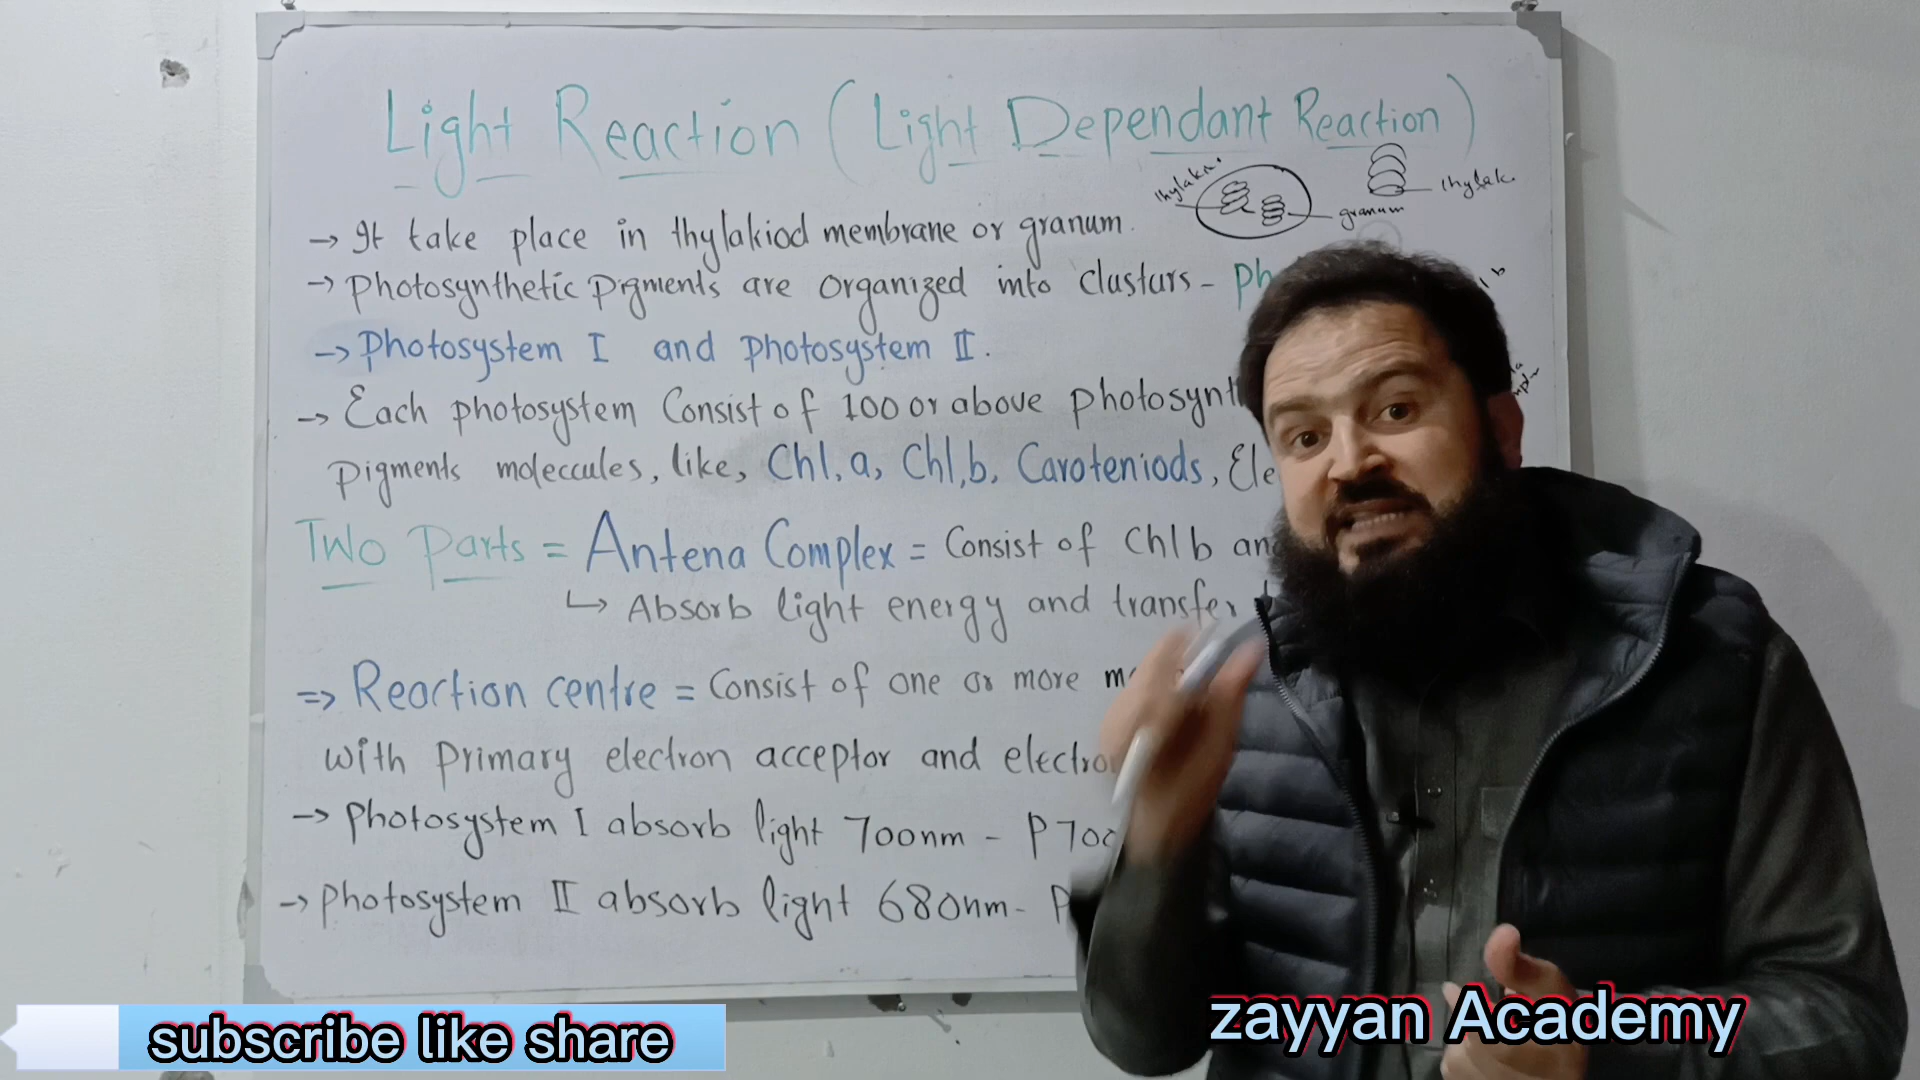 Light Reaction (Light Dependant Reaction)
thylak
granum
→ It take place in thylakiod membrane or granum.
→ Photosynthetic pigments are organized into clusturs - Ph
→ Photosystem I and photosystem II.
→ Each photosystem Consist of 100 or above photosynt
pigments moleccules, like, Chl, a, Chl, b, Caroteniods, Ele
Two Parts = Antena Complex = Consist of Chl b an
↳ Absorb light energy and transfer
⇒ Reaction centre = Consist of one or more m
with primary electron acceptor and electro
→ Photosystem I absorb light 700nm - P700
→ Photosystem II absorb light 680nm - P
subscribe like share
zayyan Academy